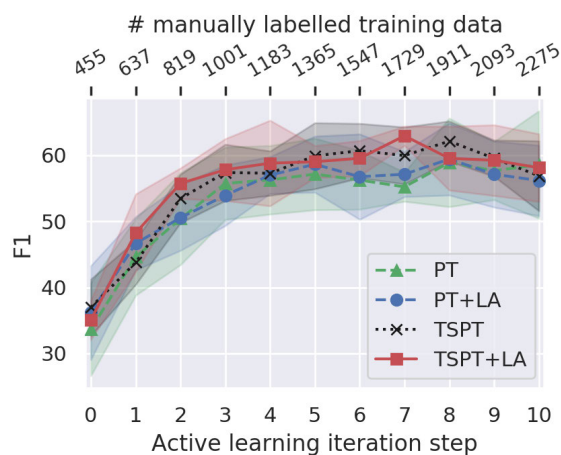 # manually labelled training data
455 637 819 1001 1183 1365 1547 1729 1911 2093 2275
60
50
40
30
F1
PT
PT+LA
TSPT
TSPT+LA
0 1 2 3 4 5 6 7 8 9 10
Active learning iteration step